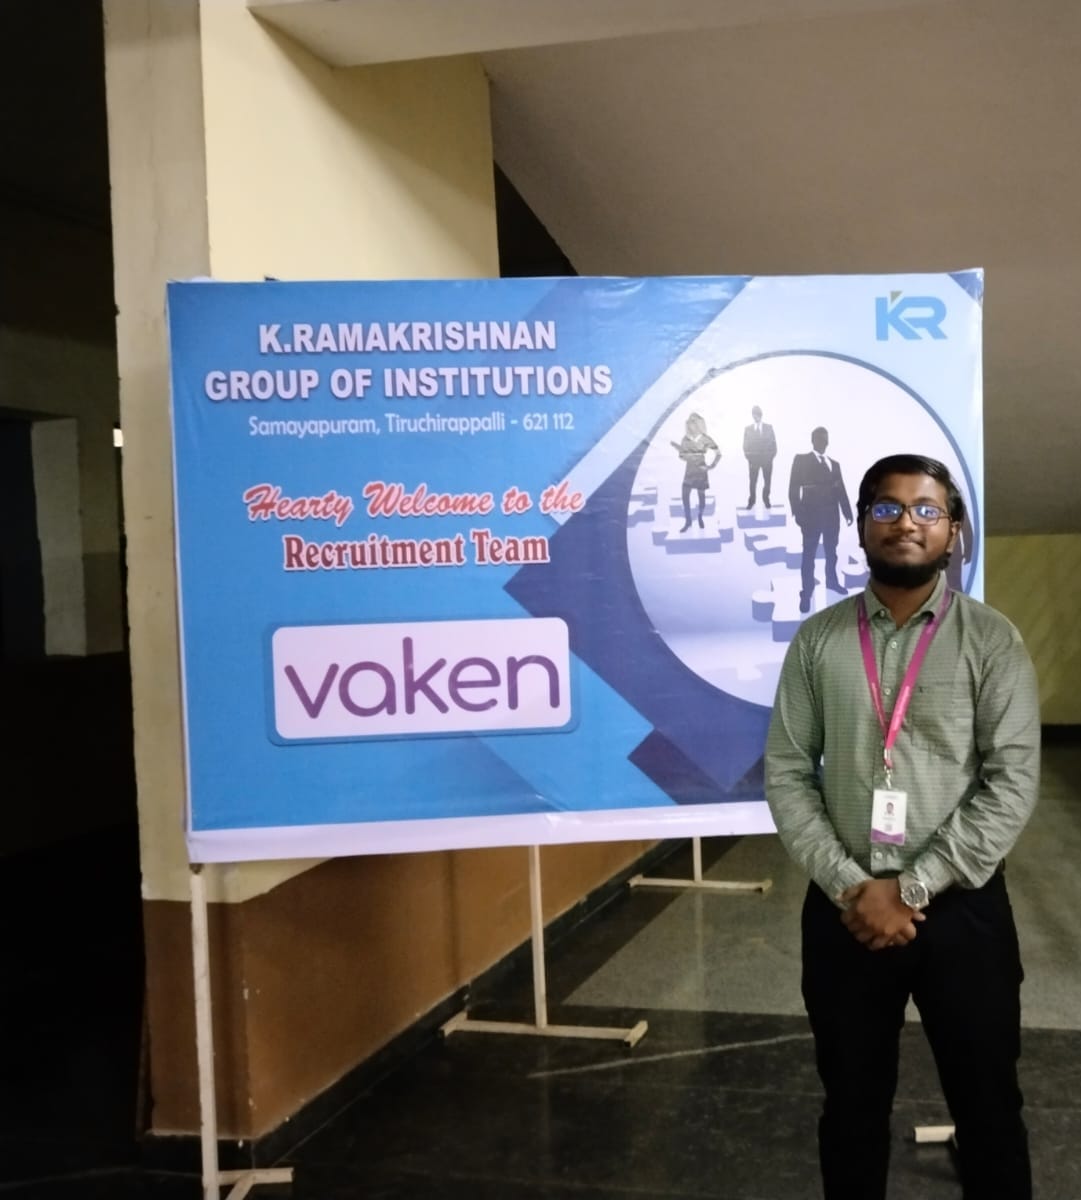 K.RAMAKRISHNAN
GROUP OF INSTITUTIONS
Samayapuram, Tiruchirappalli - 621 112
Hearty Welcome to the
Recruitment Team
vaken
KR